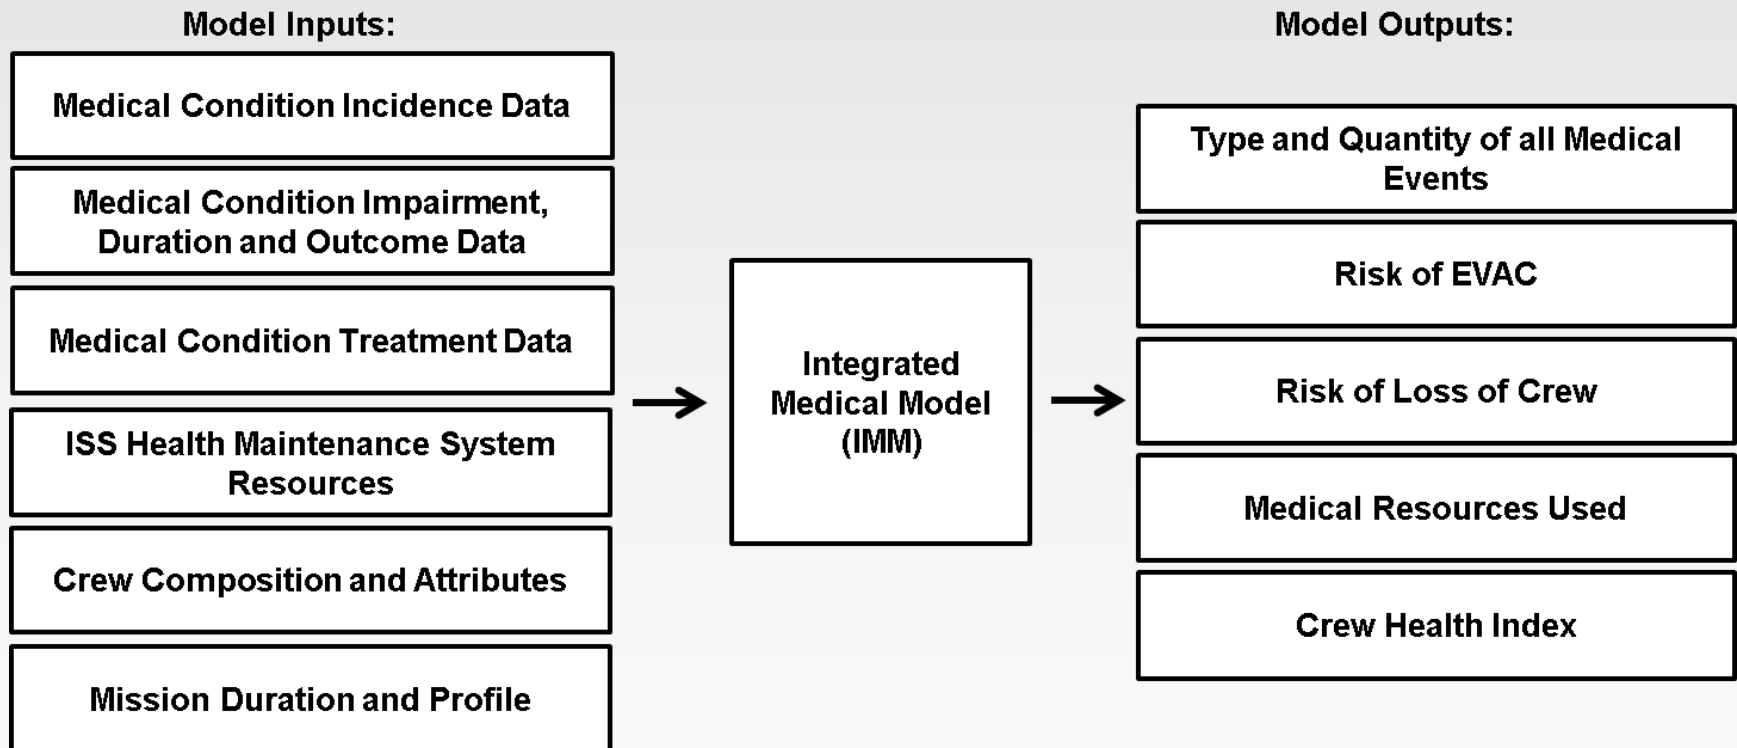 Model Inputs:
Medical Condition Incidence Data
Medical Condition Impairment,
Duration and Outcome Data
Medical Condition Treatment Data
ISS Health Maintenance System
Resources
Crew Composition and Attributes
Mission Duration and Profile
Integrated
Medical Model
(IMM)
Model Outputs:
Type and Quantity of all Medical
Events
Risk of EVAC
Risk of Loss of Crew
Medical Resources Used
Crew Health Index